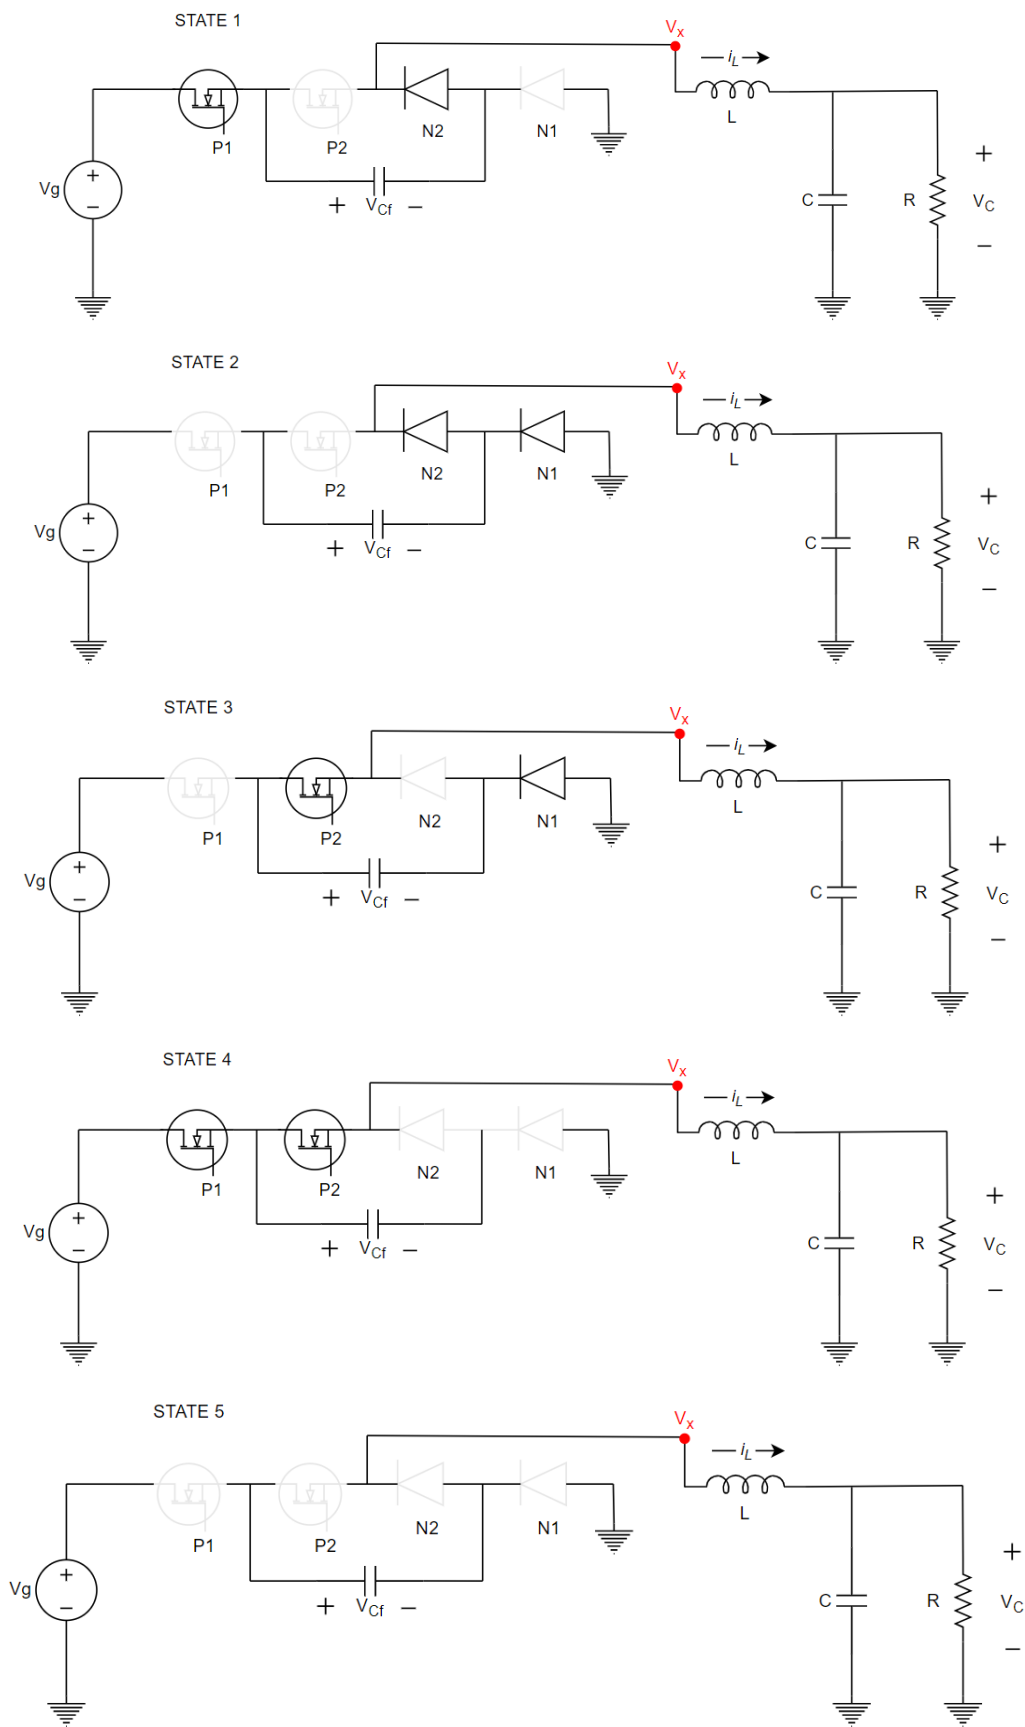 STATE 1
Vx
iL
L
P1
P2
N2
N1
Vg
+
−
+ VCf −
C
R
+
VC
−
STATE 2
Vx
iL
L
P1
P2
N2
N1
Vg
+
−
+ VCf −
C
R
+
VC
−
STATE 3
Vx
iL
L
P1
P2
N2
N1
Vg
+
−
+ VCf −
C
R
+
VC
−
STATE 4
Vx
iL
L
P1
P2
N2
N1
Vg
+
−
+ VCf −
C
R
+
VC
−
STATE 5
Vx
iL
L
P1
P2
N2
N1
Vg
+
−
+ VCf −
C
R
+
VC
−